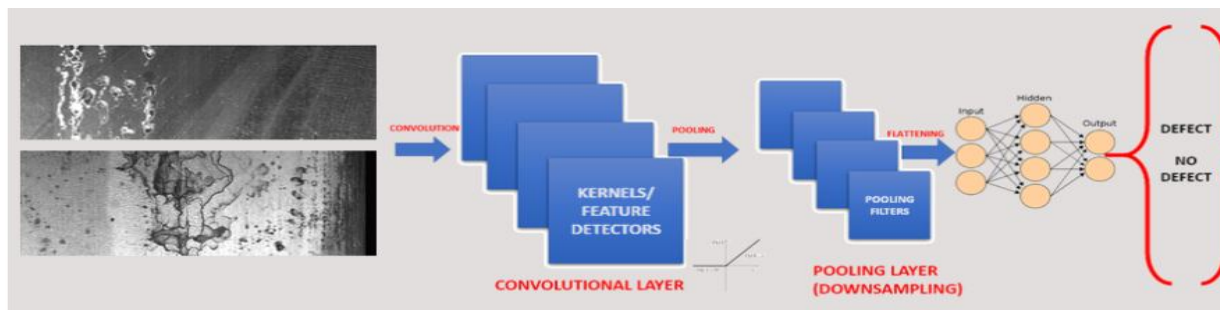 CONVOLUTION
KERNELS/
FEATURE
DETECTORS
CONVOLUTIONAL LAYER
POOLING
POOLING
FILTERS
POOLING LAYER
(DOWNSAMPLING)
FLATTENING
Input
Hidden
Output
DEFECT
NO
DEFECT